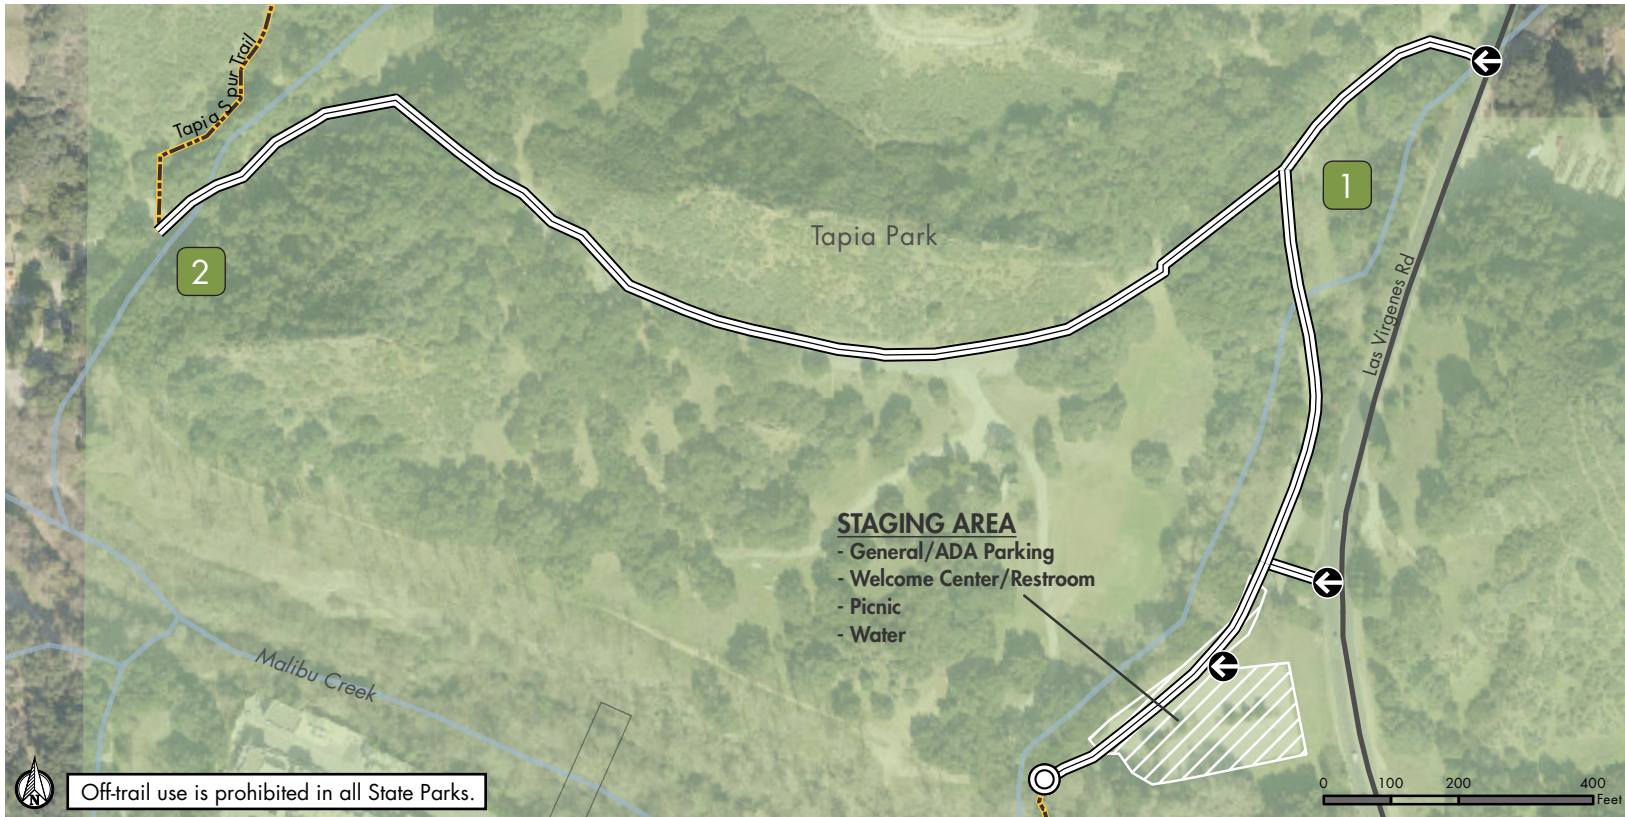 Tapia Spur Trail
1
Tapia Park
2
Las Virgenes Rd
STAGING AREA
- General/ADA Parking
- Welcome Center/Restroom
- Picnic
- Water
Malibu Creek
N
Off-trail use is prohibited in all State Parks.
0 100 200 400
Feet